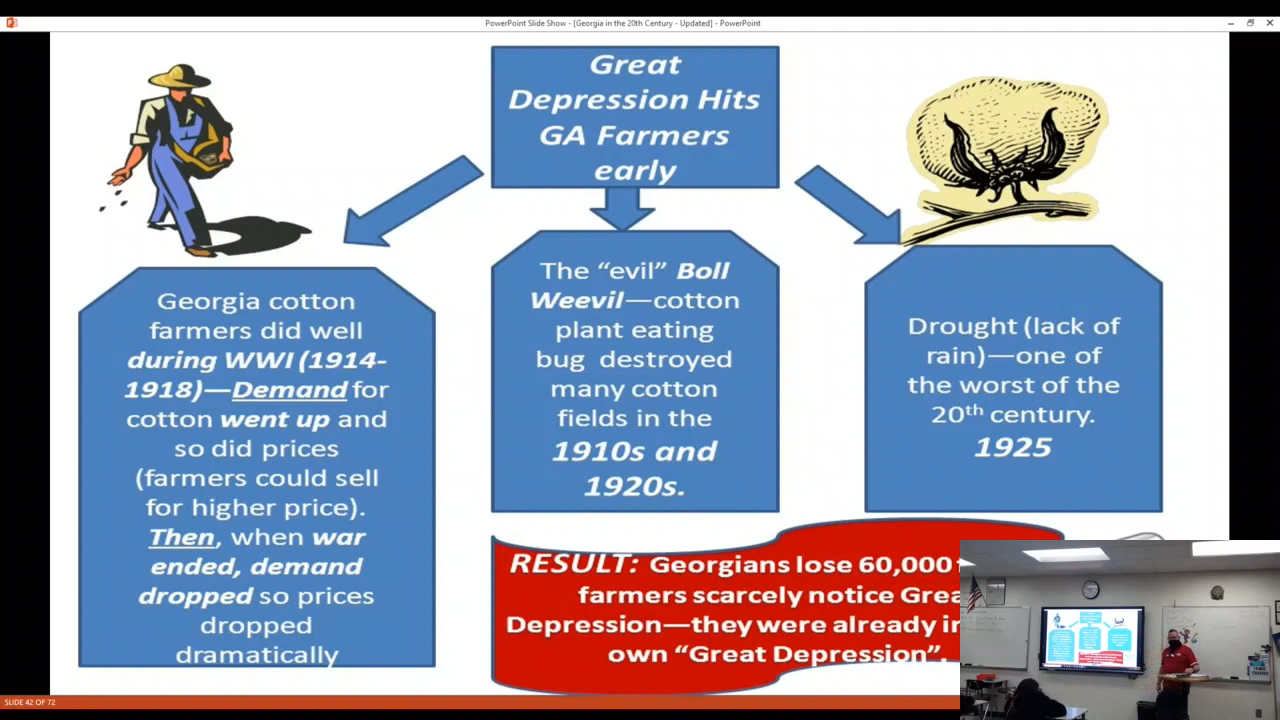 PowerPoint Slide Show - [Georgia in the 20th Century - Updated] - PowerPoint
Great
Depression Hits
GA Farmers
early
Georgia cotton
farmers did well
during WWI (1914-
1918)—Demand for
cotton went up and
so did prices
(farmers could sell
for higher price).
Then, when war
ended, demand
dropped so prices
dropped
dramatically
The “evil” Boll
Weevil—cotton
plant eating
bug destroyed
many cotton
fields in the
1910s and
1920s.
Drought (lack of
rain)—one of
the worst of the
20th century.
1925
RESULT: Georgians lose 60,000
farmers scarcely notice
Depression—they were already
own “Great Depression”.
SLIDE 42 OF 72